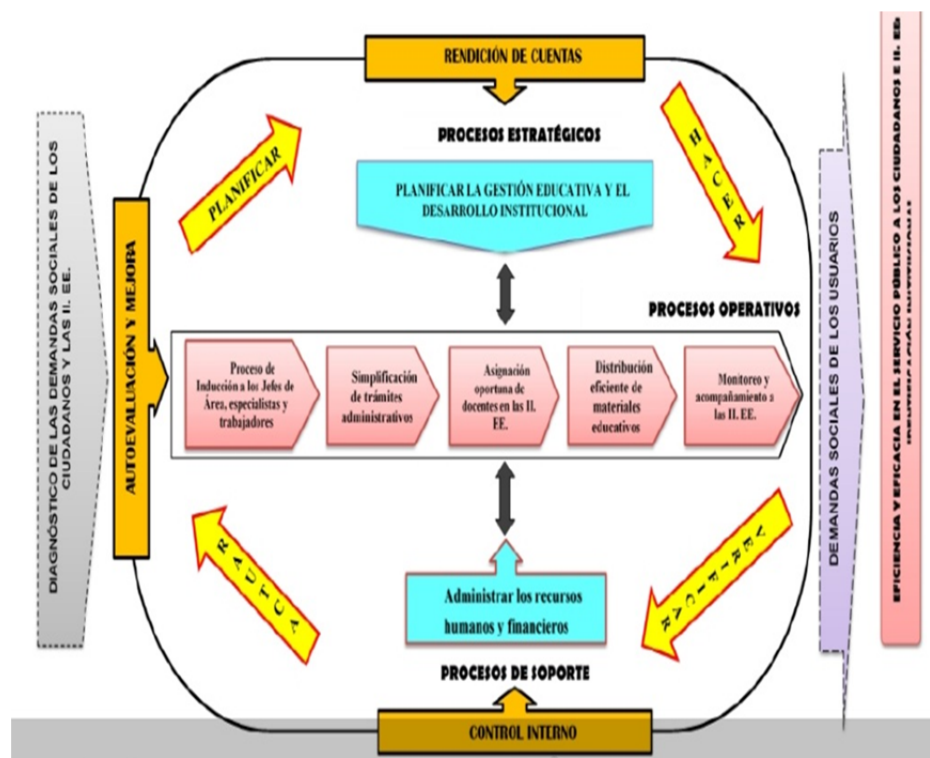 RENDICIÓN DE CUENTAS
PROCESOS ESTRATÉGICOS
PLANIFICAR LA GESTIÓN EDUCATIVA Y EL
DESARROLLO INSTITUCIONAL
PLANIFICAR
HACER
DIAGNÓSTICO DE LAS DEMANDAS SOCIALES DE LOS
CIUDADANOS Y LAS II. EE.
AUTOEVALUACIÓN Y MEJORA
PROCESOS OPERATIVOS
Proceso de
Inducción a los Jefes de
Área, especialistas y
trabajadores
Simplificación
de trámites
administrativos
Asignación
oportuna de
docentes en las II.
EE.
Distribución
eficiente de
materiales
educativos
Monitoreo y
acompañamiento a
las II. EE.
DEMANDAS SOCIALES DE LOS USUARIOS
EFICIENCIA Y EFICACIA EN EL SERVICIO PÚBLICO A LOS CIUDADANOS E II. EE
ACTUAR
VERIFICAR
Administrar los recursos
humanos y financieros
PROCESOS DE SOPORTE
CONTROL INTERNO